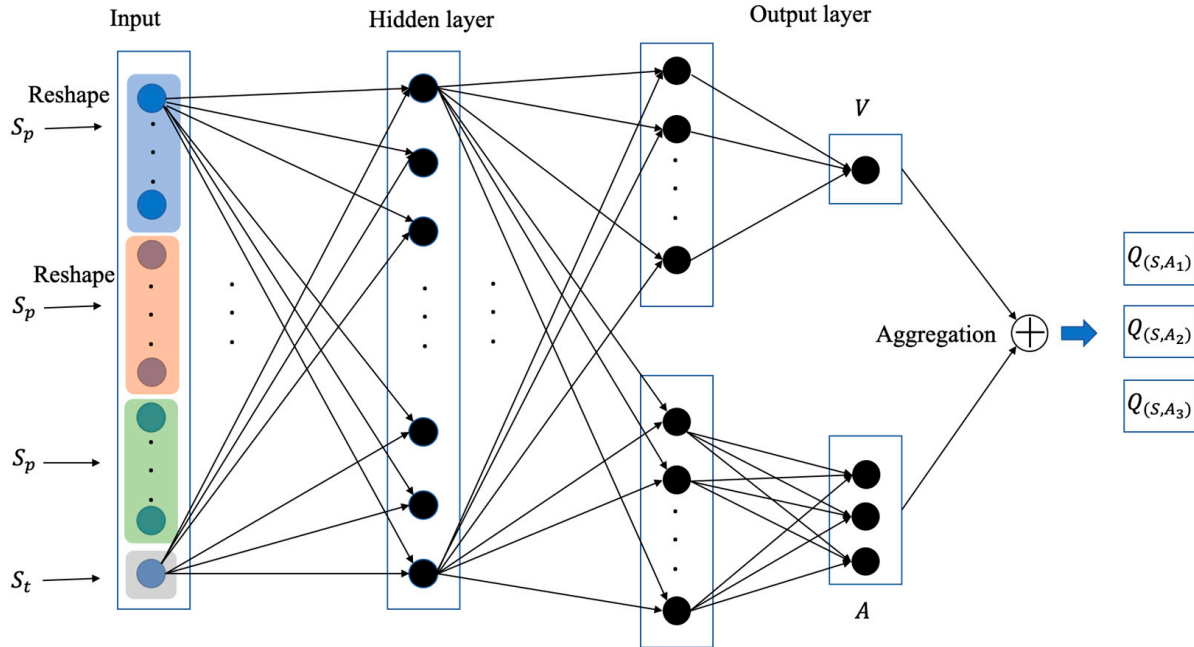 Input
Hidden layer
Output layer
Reshape
S_p
V
Reshape
S_p
Q_(S,A_1)
Aggregation
Q_(S,A_2)
Q_(S,A_3)
S_p
S_t
A